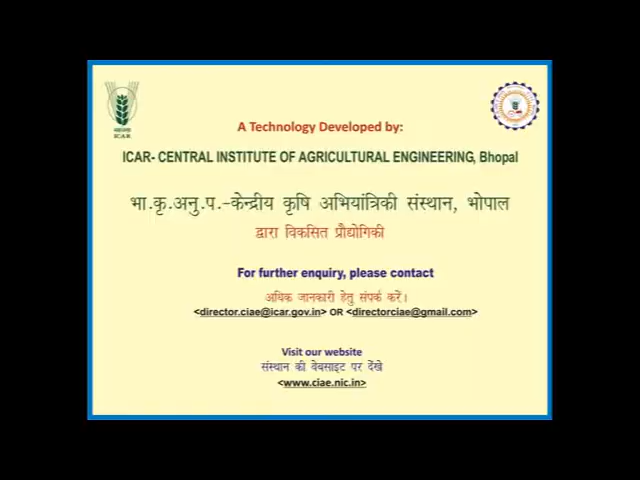 A Technology Developed by:
ICAR- CENTRAL INSTITUTE OF AGRICULTURAL ENGINEERING, Bhopal
भा.कृ.अनु.प.-केन्द्रीय कृषि अभियांत्रिकी संस्थान, भोपाल
द्वारा विकसित प्रौद्योगिकी
For further enquiry, please contact
अधिक जानकारी हेतु संपर्क करें।
<director.ciae@icar.gov.in> OR <directorciae@gmail.com>
Visit our website
संस्थान की वेबसाइट पर देंखे
<www.ciae.nic.in>
ICAR